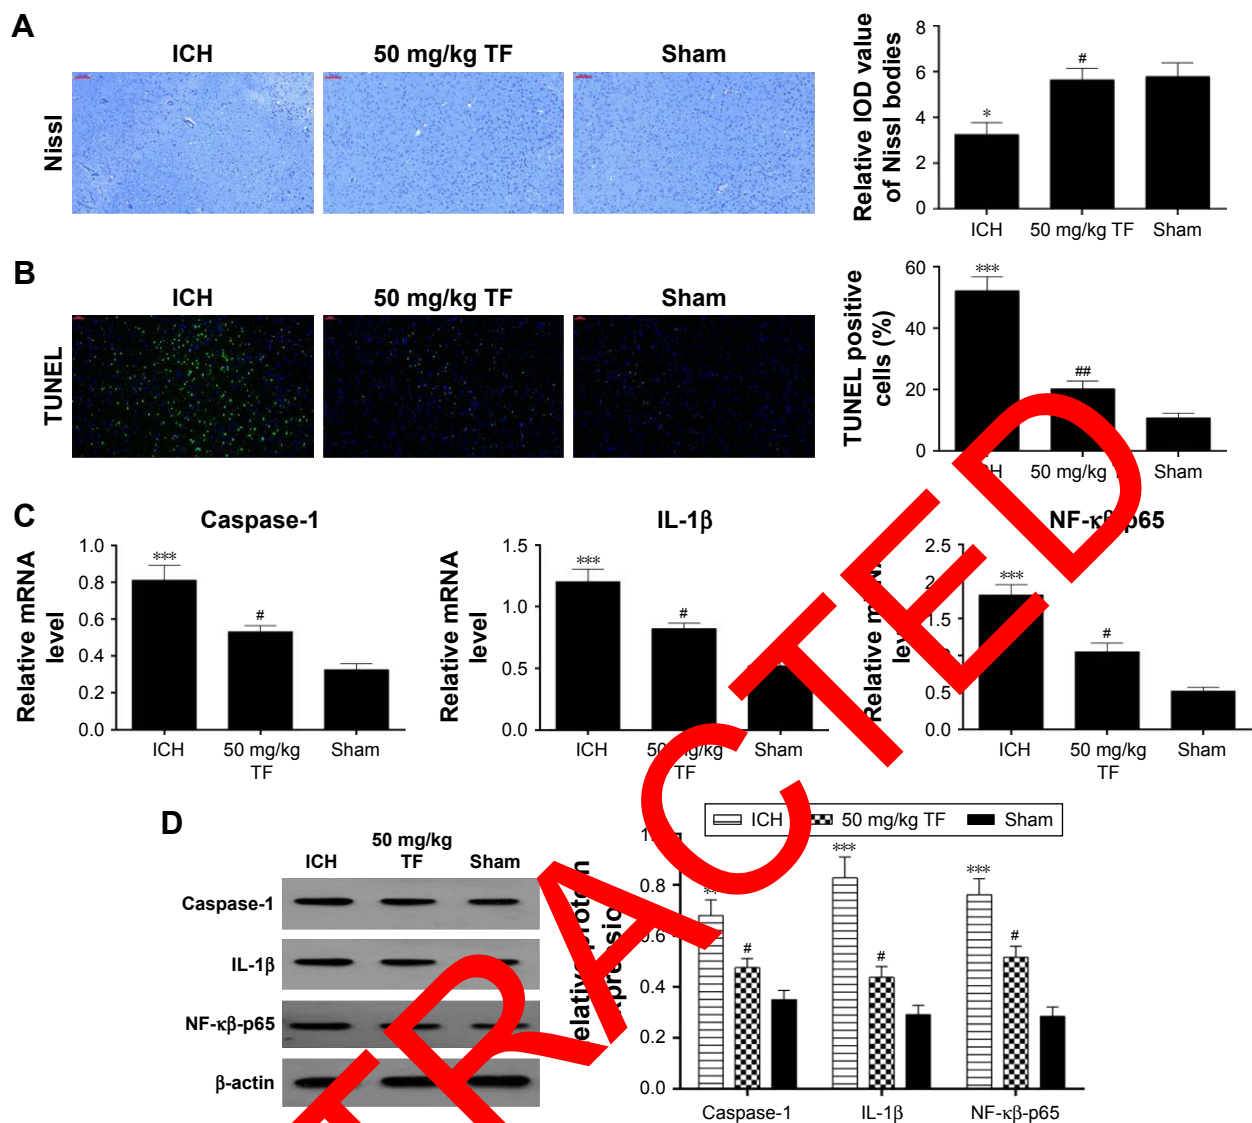 A
ICH
50 mg/kg TF
Sham
Nissl
Relative IOD value
of Nissl bodies
8
6
4
2
0
*
#
ICH
50 mg/kg TF
Sham
B
ICH
50 mg/kg TF
Sham
TUNEL
TUNEL positive
cells (%)
60
40
20
0
***
##
50 mg/kg
Sham
C
Caspase-1
Relative mRNA
level
1.0
0.8
0.6
0.4
0.2
0.0
***
#
ICH
50 mg/kg
TF
Sham
IL-1β
Relative mRNA
level
1.5
1.0
0.5
0.0
***
#
ICH
50 mg/kg
TF
Sham
NF-κβ-p65
Relative mRNA
2.5
1.5
0.5
0.0
***
#
ICH
50 mg/kg
TF
Sham
D
ICH
50 mg/kg
TF
Sham
Caspase-1
IL-1β
NF-κβ-p65
β-actin
ICH
50 mg/kg TF
Sham
0.8
0.4
0.2
0.0
#
***
#
***
#
Caspase-1
IL-1β
NF-κβ-p65
TRACTED